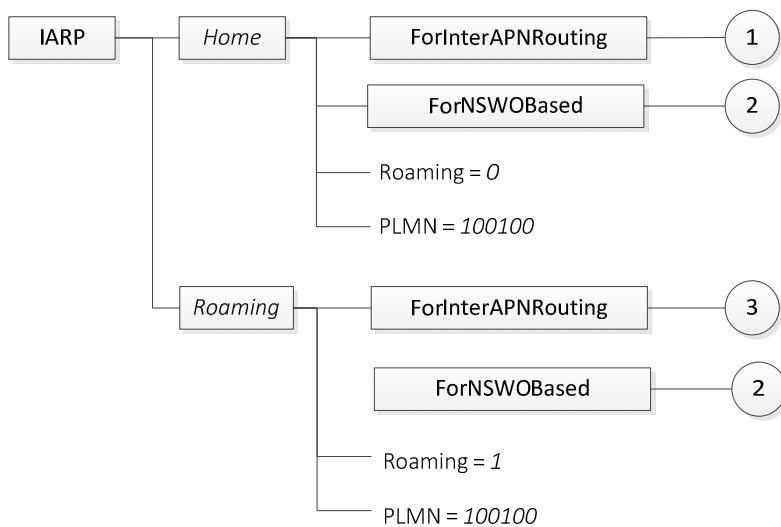 IARP Home ForInterAPNRouting 1
ForNSWOBased 2
Roaming = 0
PLMN = 100100
Roaming ForInterAPNRouting 3
ForNSWOBased 2
Roaming = 1
PLMN = 100100